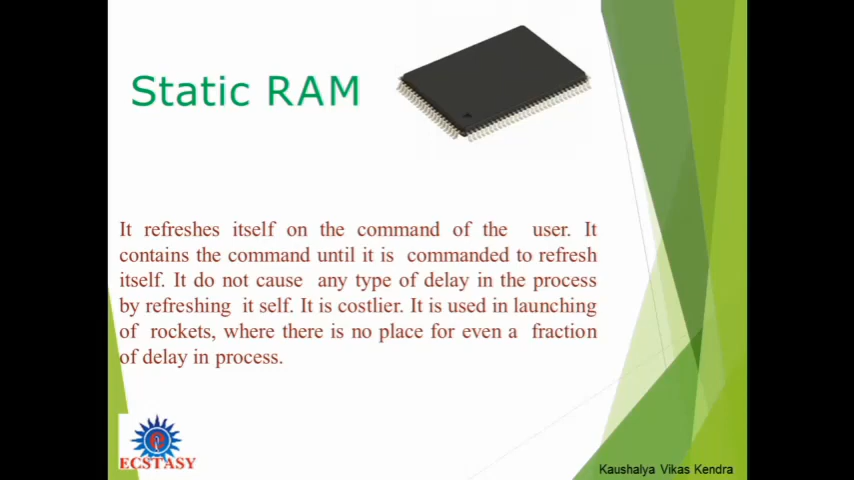 Static RAM
It refreshes itself on the command of the user. It
contains the command until it is commanded to refresh
itself. It do not cause any type of delay in the process
by refreshing it self. It is costlier. It is used in launching
of rockets, where there is no place for even a fraction
of delay in process.
ECSTASY
Kaushalya Vikas Kendra